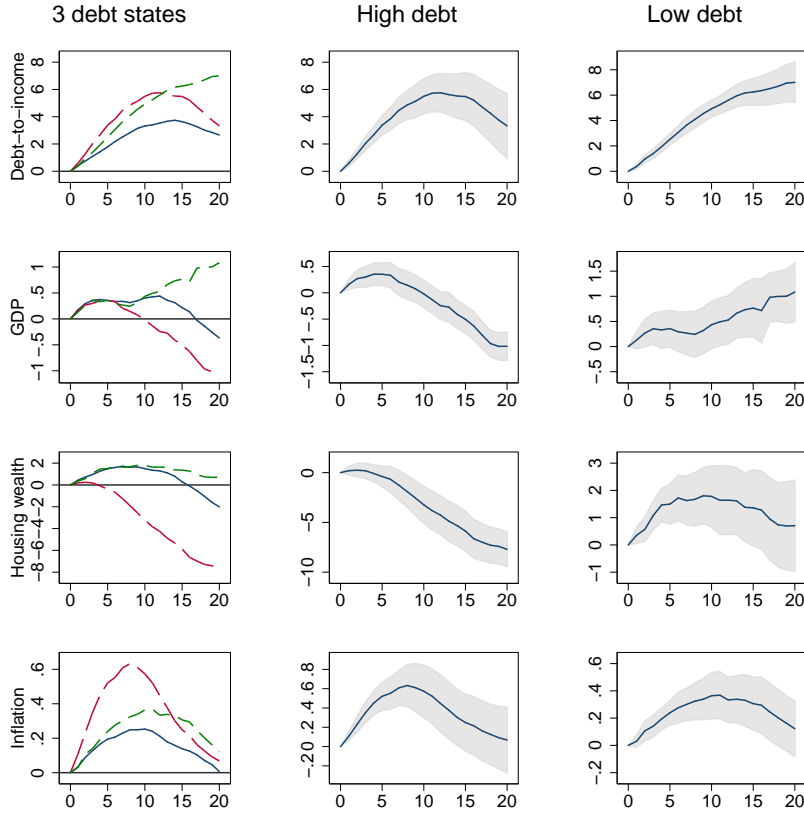 3 debt states High debt Low debt
Debt-to-income
0 2 4 6 8
0 5 10 15 20
0 2 4 6 8
0 5 10 15 20
0 2 4 6 8
0 5 10 15 20
GDP
-1 -.5 0 .5 1
0 5 10 15 20
-1.5 -1 -.5 0 .5
0 5 10 15 20
-.5 0 .5 1 1.5
0 5 10 15 20
Housing wealth
-8 -6 -4 -2 0 2
0 5 10 15 20
-10 -5 0
0 5 10 15 20
-1 0 1 2 3
0 5 10 15 20
Inflation
0 .2 .4 .6
0 5 10 15 20
-.2 0 .2 .4 .6 .8
0 5 10 15 20
-.2 0 .2 .4 .6
0 5 10 15 20